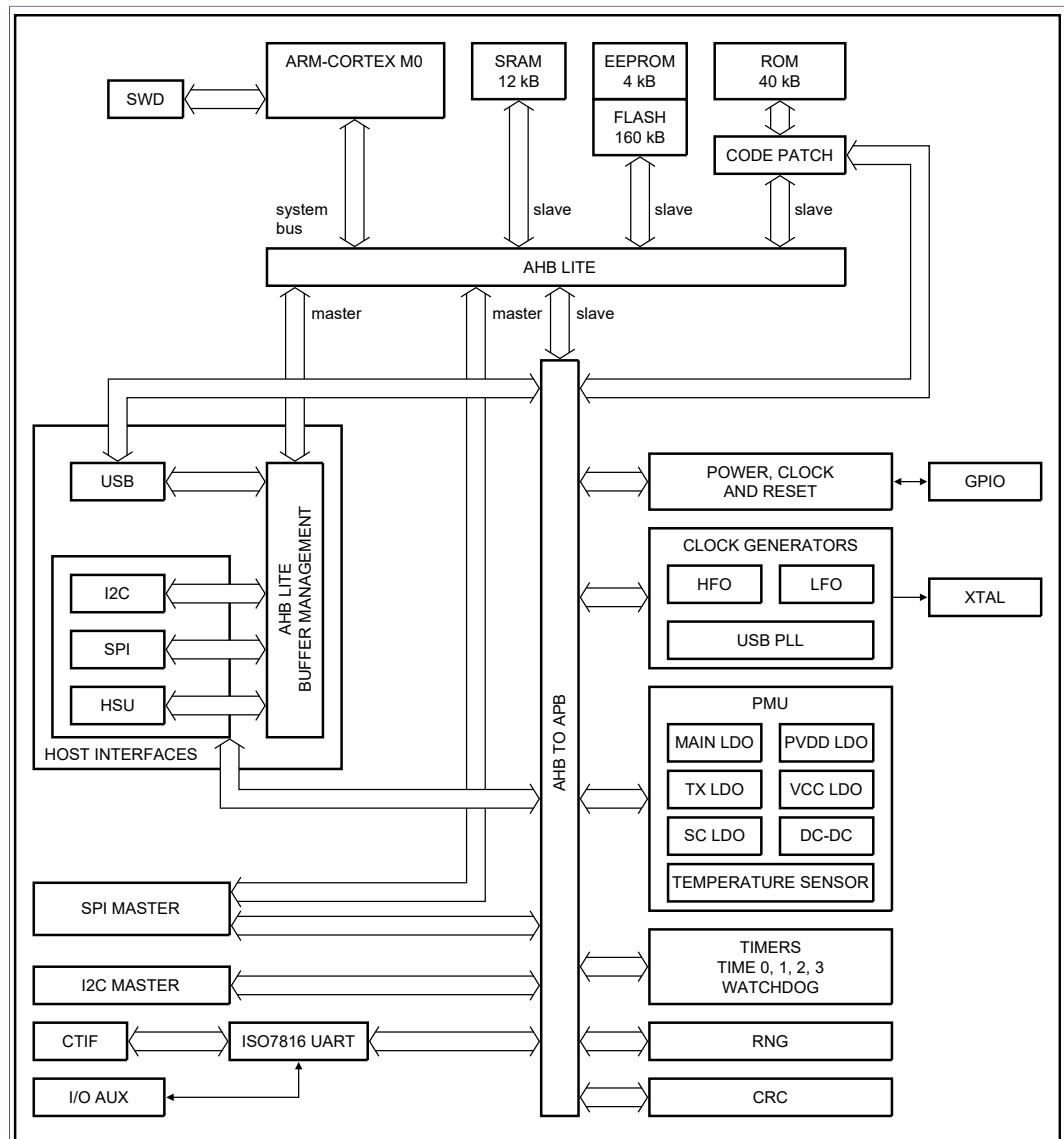 ARM-CORTEX M0
SRAM
12 kB
EEPROM
4 kB
ROM
40 kB
SWD
FLASH
160 kB
CODE PATCH
system
bus
slave
slave
slave
AHB LITE
master
master
slave
USB
POWER, CLOCK
AND RESET
GPIO
AHB LITE
BUFFER MANAGEMENT
CLOCK GENERATORS
I2C
HFO
LFO
XTAL
SPI
USB PLL
HSU
HOST INTERFACES
AHB TO APB
PMU
MAIN LDO
PVDD LDO
TX LDO
VCC LDO
SC LDO
DC-DC
TEMPERATURE SENSOR
SPI MASTER
TIMERS
TIME 0, 1, 2, 3
WATCHDOG
I2C MASTER
CTIF
ISO7816 UART
RNG
I/O AUX
CRC